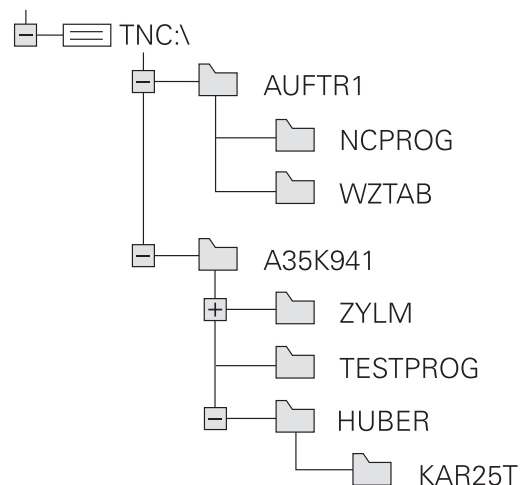 TNC:\
AUFTR1
NCPROG
WZTAB
A35K941
ZYLM
TESTPROG
HUBER
KAR25T